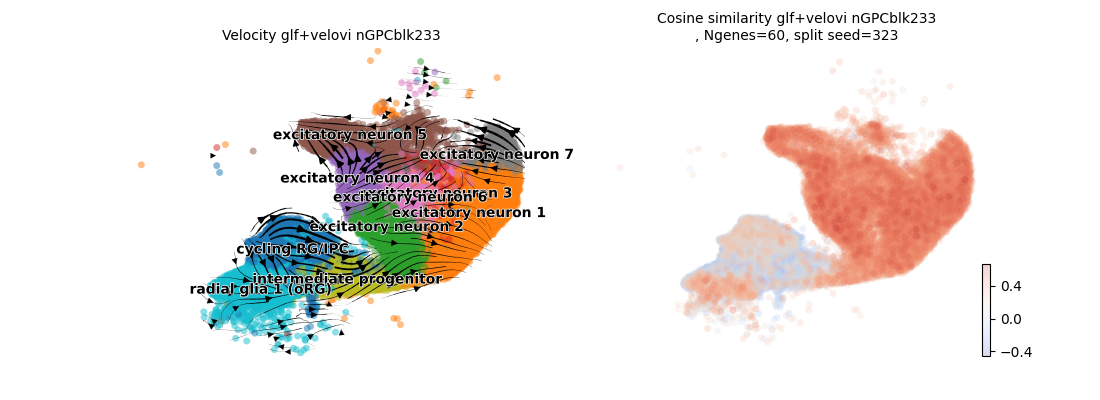 Velocity glf+velovi nGPCblk233
Cosine similarity glf+velovi nGPCblk233
, Ngenes=60, split seed=323
excitatory neuron 5
excitatory neuron 7
excitatory neuron 4
excitatory neuron 3
excitatory neuron 6
excitatory neuron 1
excitatory neuron 2
cycling RG/IPC
intermediate progenitor
radial glia 1 (oRG)
0.4
0.0
−0.4